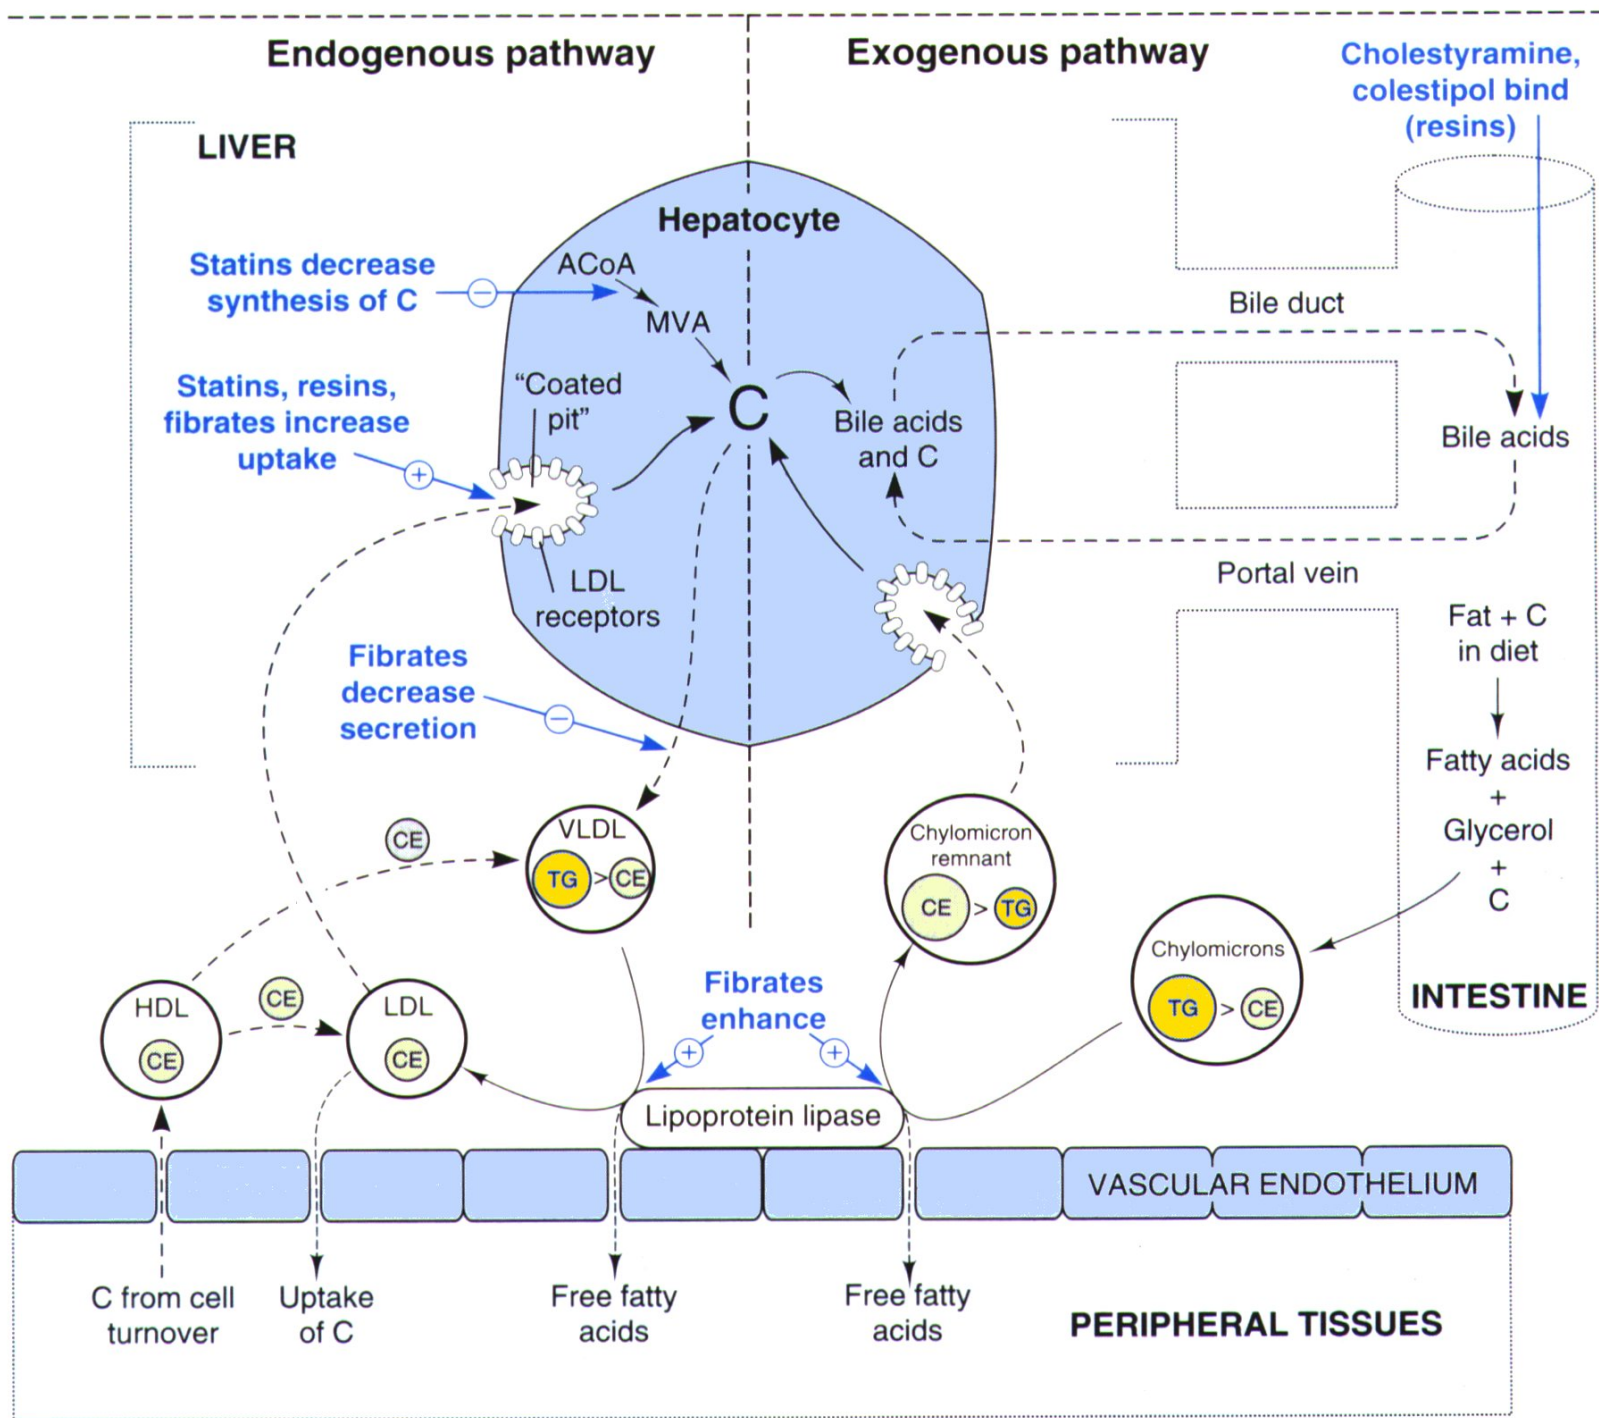 Endogenous pathway
Exogenous pathway
Cholestyramine,
colestipol bind
(resins)
LIVER
Hepatocyte
Statins decrease
synthesis of C
−
ACoA
MVA
C
Bile duct
Statins, resins,
fibrates increase
uptake
+
“Coated
pit”
Bile acids
and C
Bile acids
LDL
receptors
Portal vein
Fat + C
in diet
Fatty acids
+
Glycerol
+
C
Fibrates
decrease
secretion
−
CE
VLDL
TG > CE
Chylomicron
remnant
CE > TG
Chylomicrons
TG > CE
INTESTINE
HDL
CE
CE
LDL
CE
Fibrates
enhance
+
+
Lipoprotein lipase
VASCULAR ENDOTHELIUM
C from cell
turnover
Uptake
of C
Free fatty
acids
Free fatty
acids
PERIPHERAL TISSUES